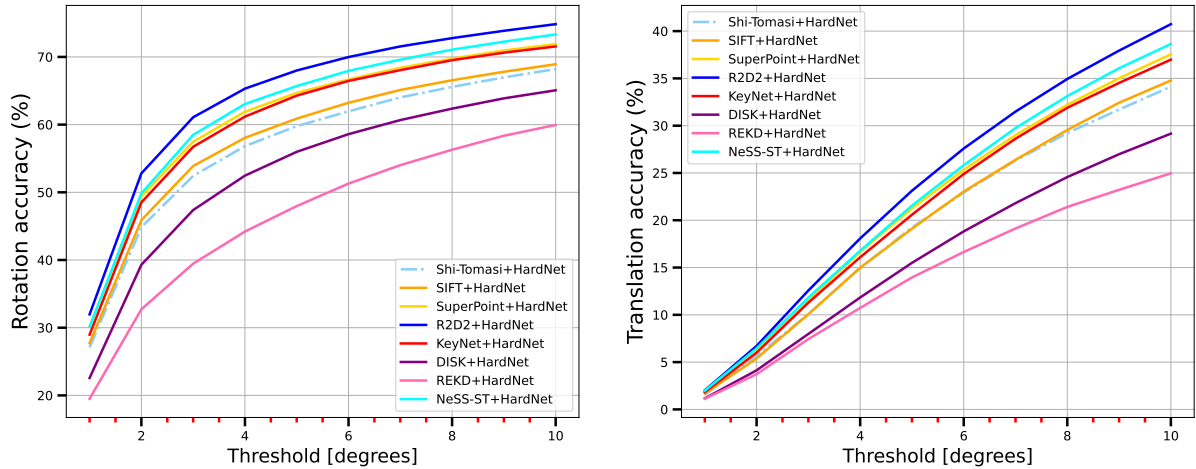 Rotation accuracy (%)
70
60
50
40
30
20
Shi-Tomasi+HardNet
SIFT+HardNet
SuperPoint+HardNet
R2D2+HardNet
KeyNet+HardNet
DISK+HardNet
REKD+HardNet
NeSS-ST+HardNet
2 4 6 8 10
Threshold [degrees]
Translation accuracy (%)
40
35
30
25
20
15
10
5
0
Shi-Tomasi+HardNet
SIFT+HardNet
SuperPoint+HardNet
R2D2+HardNet
KeyNet+HardNet
DISK+HardNet
REKD+HardNet
NeSS-ST+HardNet
2 4 6 8 10
Threshold [degrees]